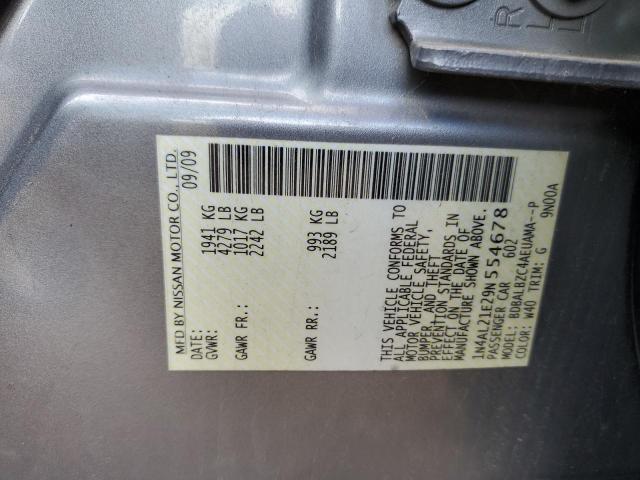 MFD BY NISSAN MOTOR CO., LTD.
DATE: 09/09
GVWR: 1941 KG
4279 LB
GAWR FR.: 1017 KG
2242 LB
GAWR RR.: 993 KG
2189 LB
THIS VEHICLE CONFORMS TO
ALL APPLICABLE FEDERAL
MOTOR VEHICLE SAFETY,
BUMPER, AND THEFT
PREVENTION STANDARDS IN
EFFECT ON THE DATE OF
MANUFACTURE SHOWN ABOVE.
1N4AL21E29N554678
PASSENGER CAR 602
MODEL: BDBALBZC4AEUAMA--P
COLOR: W40 TRIM: G 9N00A
R